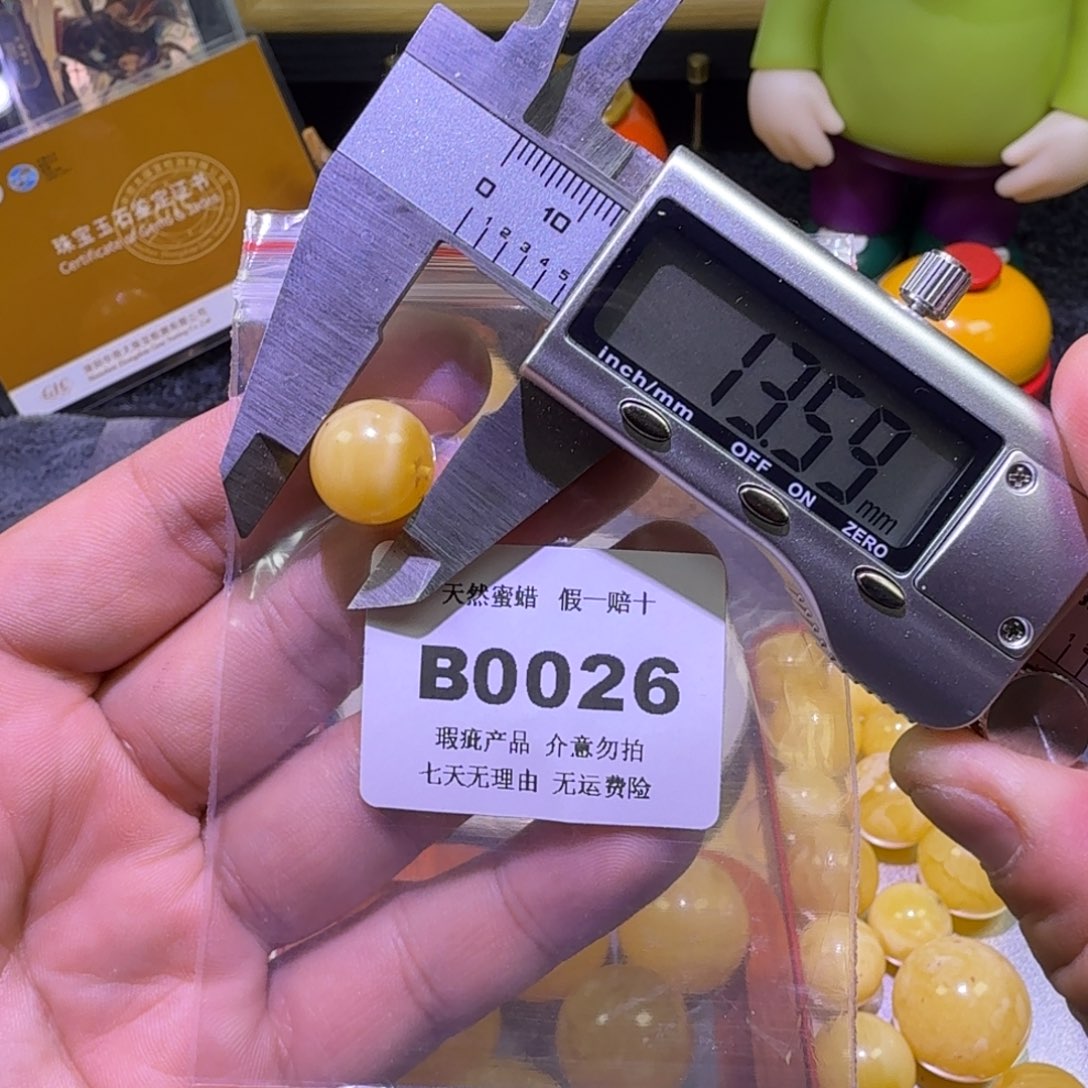 珠宝玉石鉴定证书
Certificate of Gems & Jades
GIC
0
10
1 2 3 4 5
13.59 mm
inch/mm
OFF
ON
ZERO
天然蜜蜡 假一赔十
B0026
瑕疵产品 介意勿拍
七天无理由 无运费险